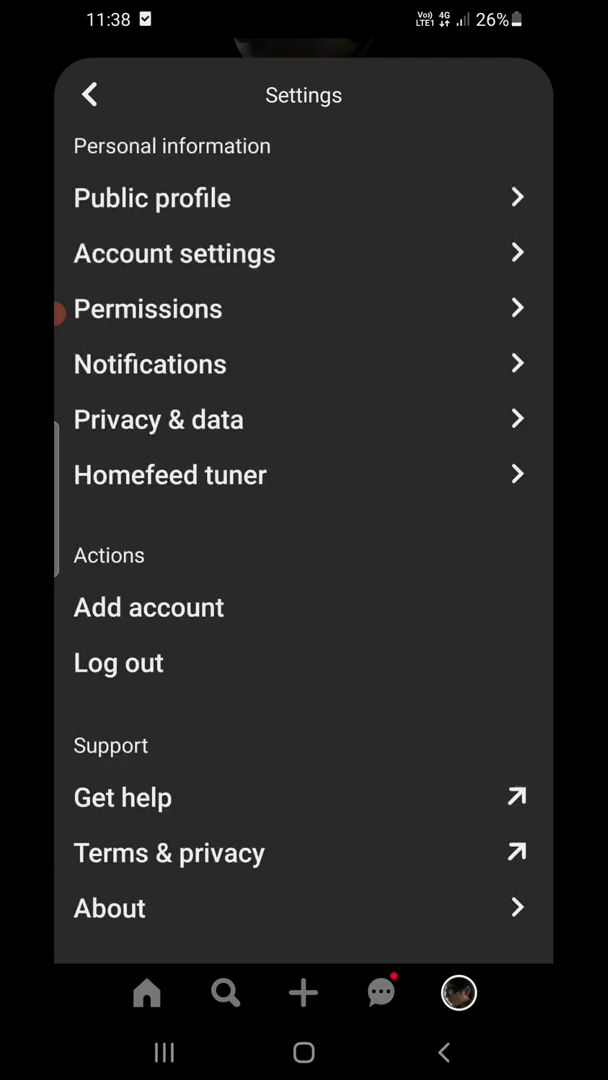 11:38
Vo)) 4G 26%
LTE1
Settings
Personal information
Public profile
Account settings
Permissions
Notifications
Privacy & data
Homefeed tuner
Actions
Add account
Log out
Support
Get help
Terms & privacy
About